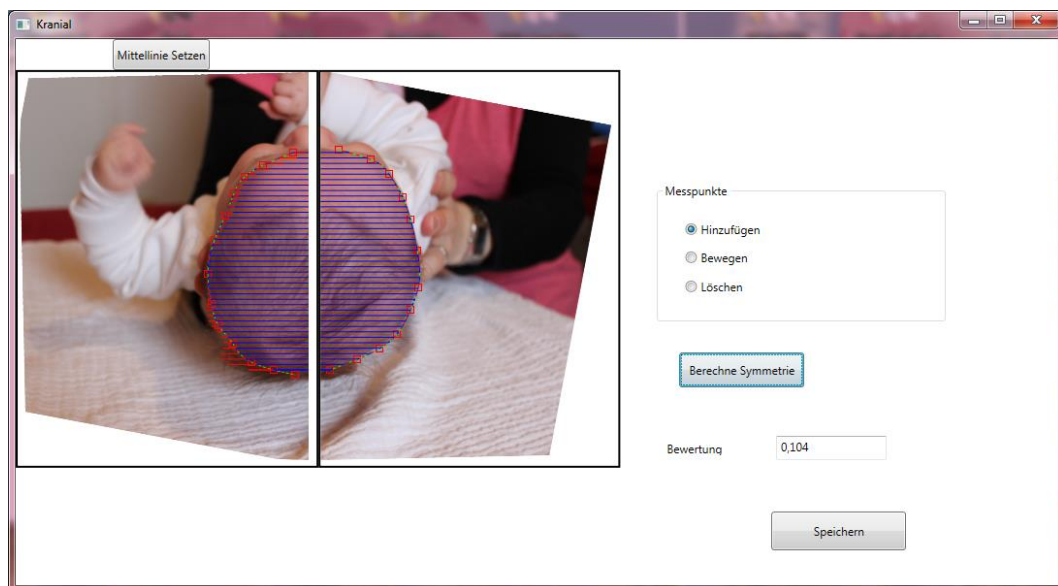 Kranial
Mittellinie Setzen
Messpunkte
Hinzufügen
Bewegen
Löschen
Berechne Symmetrie
Bewertung
0,104
Speichern